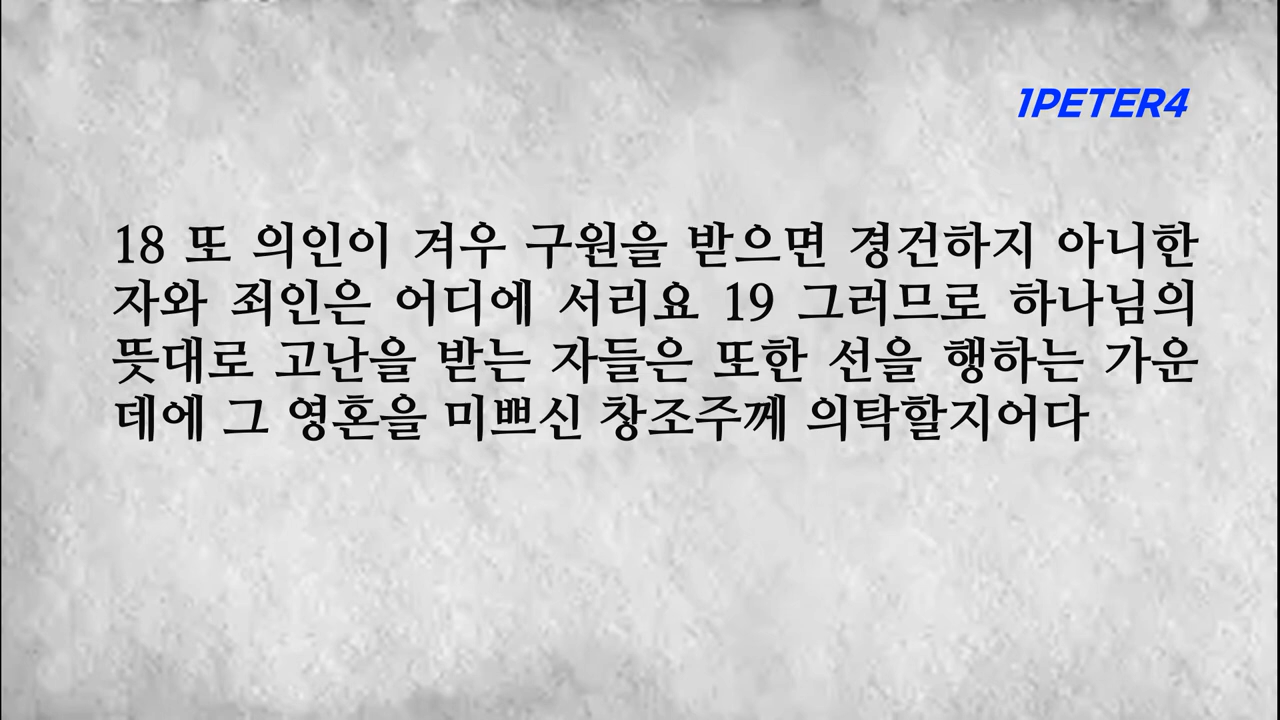 1PETER4
18 또 의인이 겨우 구원을 받으면 경건하지 아니한
자와 죄인은 어디에 서리요 19 그러므로 하나님의
뜻대로 고난을 받는 자들은 또한 선을 행하는 가운
데에 그 영혼을 미쁘신 창조주께 의탁할지어다